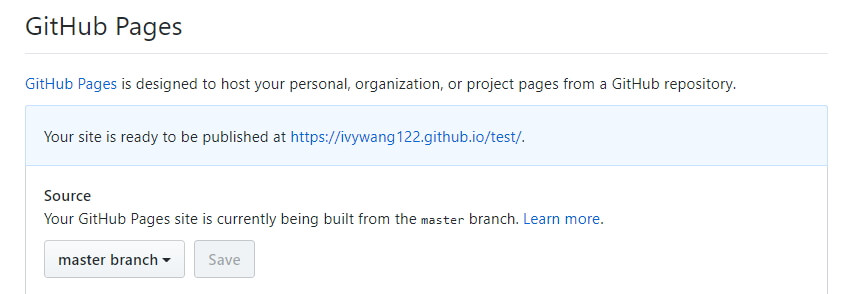 GitHub Pages
GitHub Pages is designed to host your personal, organization, or project pages from a GitHub repository.
Your site is ready to be published at https://ivywang122.github.io/test/.
Source
Your GitHub Pages site is currently being built from the master branch. Learn more.
master branch Save